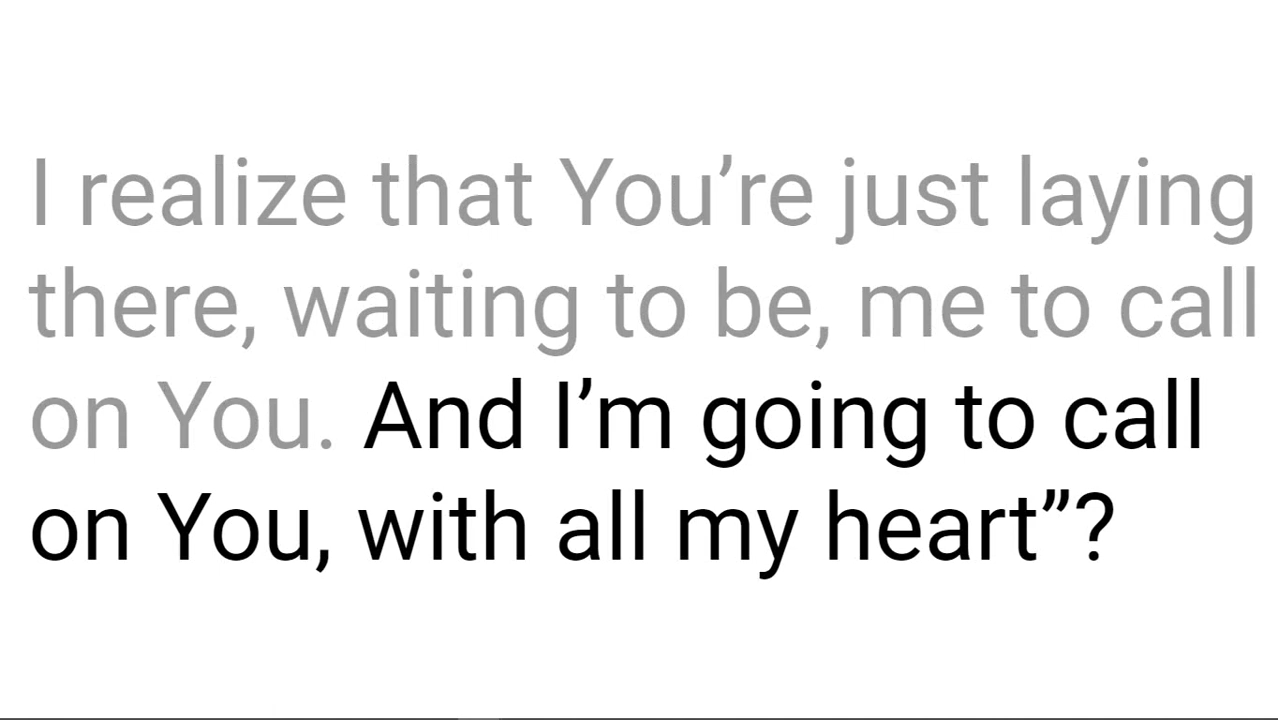 I realize that You’re just laying
there, waiting to be, me to call
on You. And I’m going to call
on You, with all my heart”?